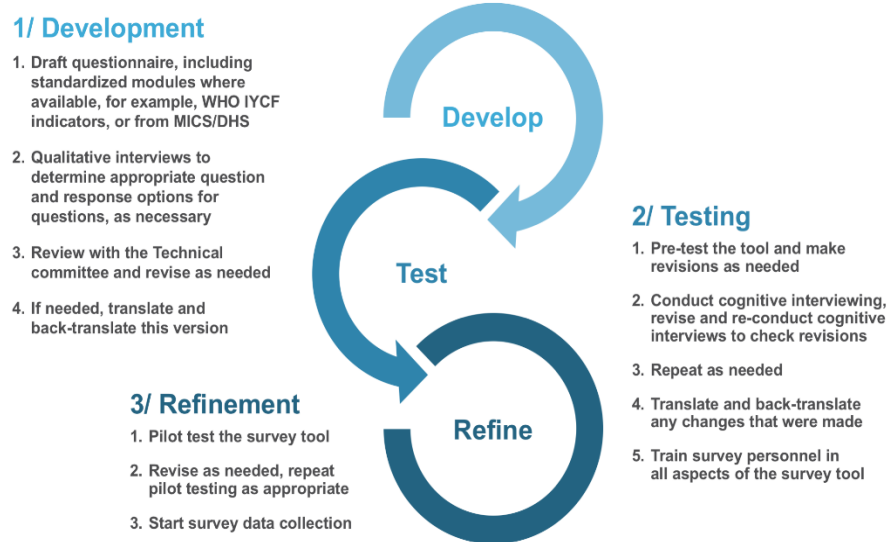 1/ Development
1. Draft questionnaire, including
standardized modules where
available, for example, WHO IYCF
indicators, or from MICS/DHS
2. Qualitative interviews to
determine appropriate question
and response options for
questions, as necessary
3. Review with the Technical
committee and revise as needed
4. If needed, translate and
back-translate this version
Develop
Test
2/ Testing
1. Pre-test the tool and make
revisions as needed
2. Conduct cognitive interviewing,
revise and re-conduct cognitive
interviews to check revisions
3. Repeat as needed
4. Translate and back-translate
any changes that were made
5. Train survey personnel in
all aspects of the survey tool
3/ Refinement
1. Pilot test the survey tool
2. Revise as needed, repeat
pilot testing as appropriate
3. Start survey data collection
Refine